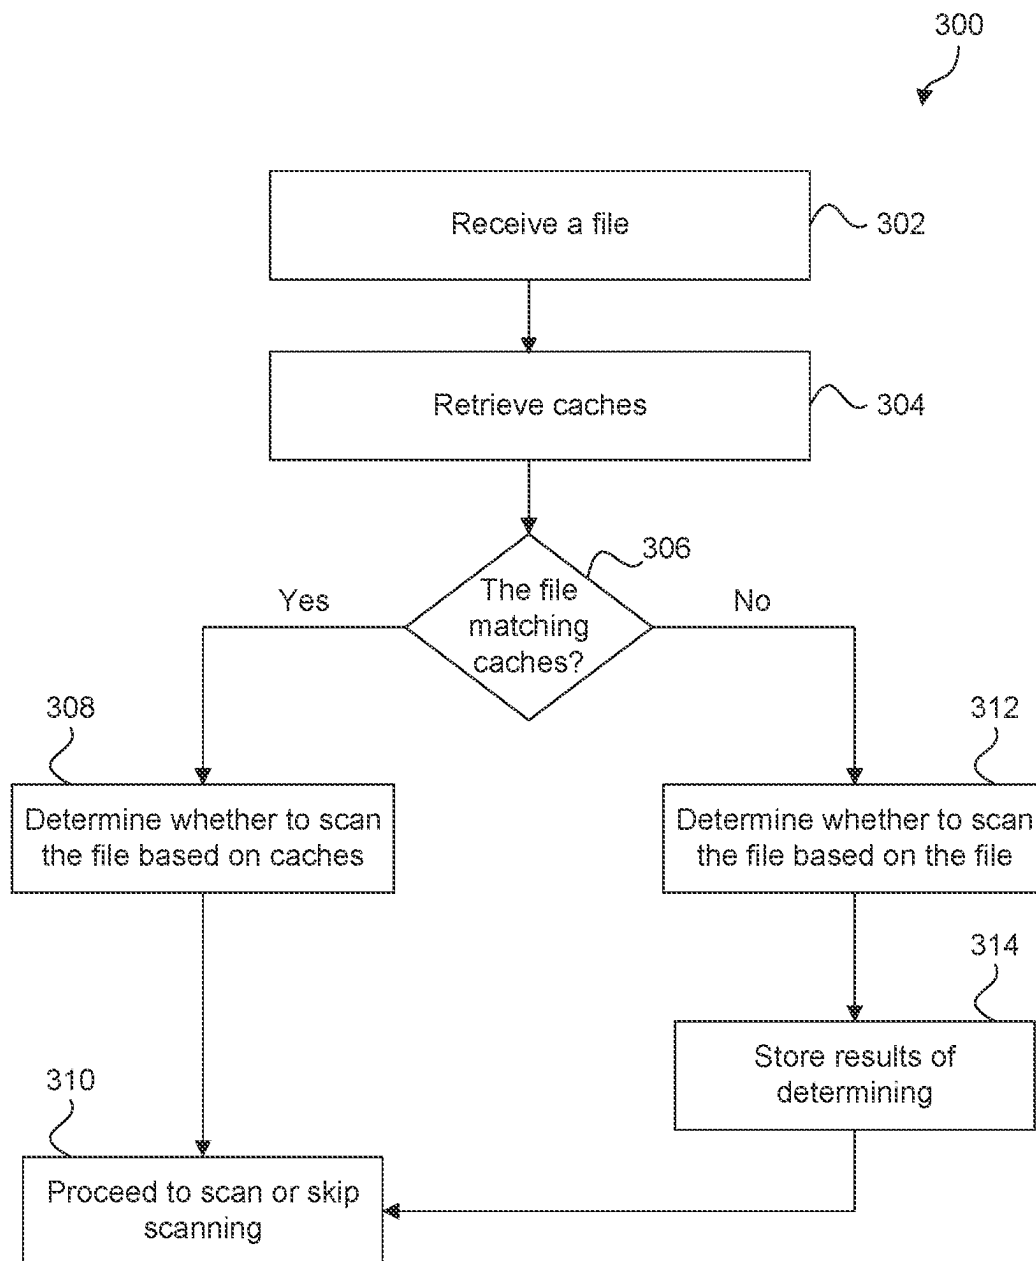 300
Receive a file
302
Retrieve caches
304
306
The file
matching
caches?
Yes
No
308
312
Determine whether to scan
the file based on caches
Determine whether to scan
the file based on the file
314
Store results of
determining
310
Proceed to scan or skip
scanning